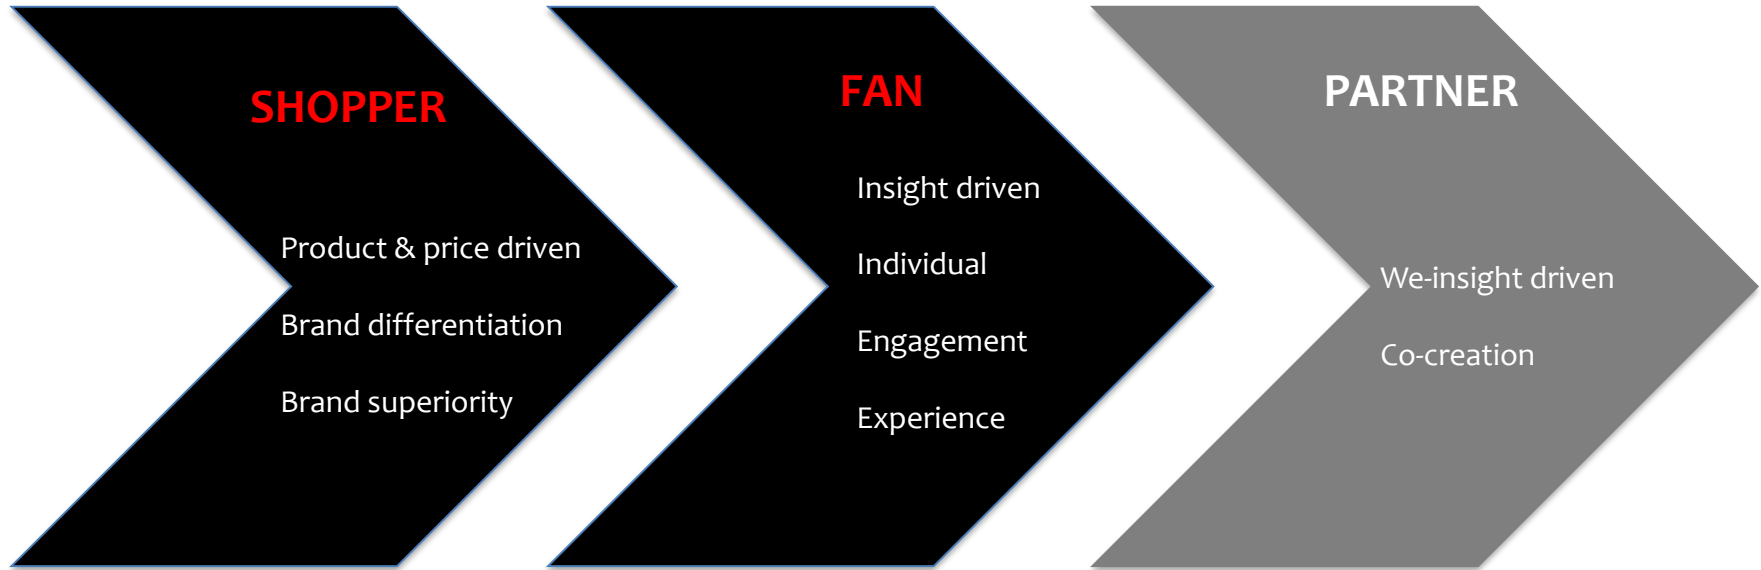 SHOPPER
Product & price driven
Brand differentiation
Brand superiority
FAN
Insight driven
Individual
Engagement
Experience
PARTNER
We-insight driven
Co-creation